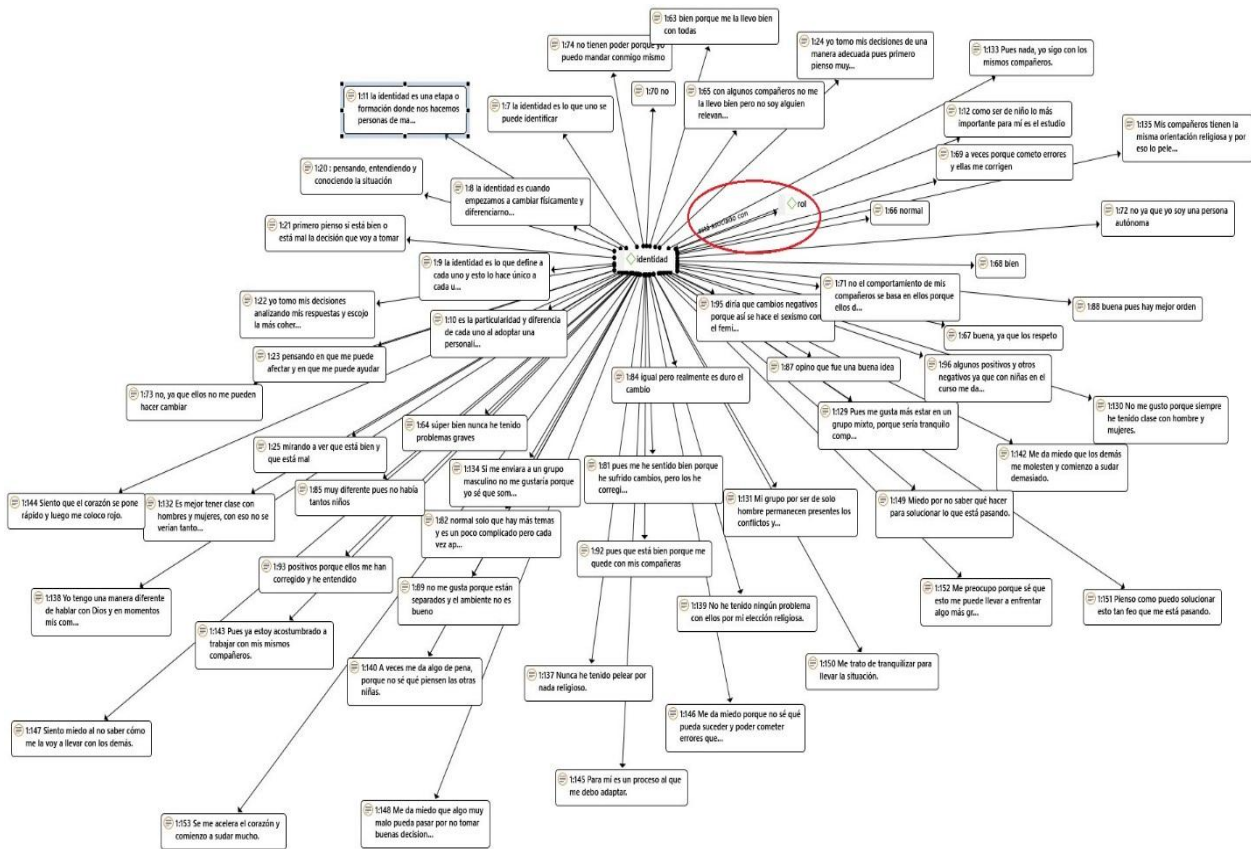 1:63 bien porque me la llevo bien
con todas
1:74 no tienen poder porque yo
puedo mandar conmigo mismo
1:24 yo tomo mis decisiones de una
manera adecuada pues primero
pienso muy...
1:133 Pues nada, yo sigo con los
mismos compañeros.
1:11 la identidad es una etapa o
formación donde nos hacemos
personas de ma...
1:70 no
1:65 con algunos compañeros no me
la llevo bien pero no soy alguien
relevan...
1:7 la identidad es lo que uno se
puede identificar
1:12 como ser de niño lo más
importante para mí es el estudio
1:135 Mis compañeros tienen la
misma orientación religiosa y por
eso lo pele...
1:69 a veces porque cometo errores
y ellas me corrigen
1:20 : pensando, entendiendo y
conociendo la situación
1:8 la identidad es cuando
empezamos a cambiar físicamente y
diferenciarno...
rol
está asociado con
1:66 normal
1:72 no ya que yo soy una persona
autónoma
1:21 primero pienso si está bien o
está mal la decisión que voy a tomar
identidad
1:9 la identidad es lo que define a
cada uno y esto lo hace único a
cada u...
1:68 bien
1:71 no el comportamiento de mis
compañeros se basa en ellos porque
ellos d...
1:88 buena pues hay mejor orden
1:22 yo tomo mis decisiones
analizando mis respuestas y escojo
la más coher...
1:10 es la particularidad y diferencia
de cada uno al adoptar una
personali...
1:95 diría que cambios negativos
porque así se hace el sexismo con
el femi...
1:67 buena, ya que los respeto
1:23 pensando en que me puede
afectar y en que me puede ayudar
1:87 opino que fue una buena idea
1:96 algunos positivos y otros
negativos ya que con niñas en el
curso me da...
1:73 no, ya que ellos no me pueden
hacer cambiar
1:84 igual pero realmente es duro el
cambio
1:130 No me gusto porque siempre
he tenido clase con hombre y
mujeres.
1:129 Pues me gusta más estar en un
grupo mixto, porque sería tranquilo
comp...
1:64 súper bien nunca he tenido
problemas graves
1:25 mirando a ver que está bien y
que está mal
1:142 Me da miedo que los demás
me molesten y comienzo a sudar
demasiado.
1:134 Si me enviara a un grupo
masculino no me gustaría porque
yo sé que som...
1:81 pues me he sentido bien porque
he sufrido cambios, pero los he
corregi...
1:85 muy diferente pues no había
tantos niños
1:144 Siento que el corazón se pone
rápido y luego me coloco rojo.
1:132 Es mejor tener clase con
hombres y mujeres, con eso no se
verían tanto...
1:131 Mi grupo por ser de solo
hombre permanecen presentes los
conflictos y...
1:149 Miedo por no saber qué hacer
para solucionar lo que está pasando.
1:82 normal solo que hay más temas
y es un poco complicado pero cada
vez ap...
1:92 pues que está bien porque me
quede con mis compañeras
1:93 positivos porque ellos me han
corregido y he entendido
1:89 no me gusta porque están
separados y el ambiente no es
bueno
1:138 Yo tengo una manera diferente
de hablar con Dios y en momentos
mis com...
1:152 Me preocupo porque sé que
esto me puede llevar a enfrentar
algo más gr...
1:151 Pienso como puedo solucionar
esto tan feo que me está pasando.
1:139 No he tenido ningún problema
con ellos por mi elección religiosa.
1:143 Pues ya estoy acostumbrado a
trabajar con mis mismos
compañeros.
1:140 A veces me da algo de pena,
porque no sé qué piensen las otras
niñas.
1:150 Me trato de tranquilizar para
llevar la situación.
1:137 Nunca he tenido pelear por
nada religioso.
1:146 Me da miedo porque no sé qué
pueda suceder y poder cometer
errores que...
1:147 Siento miedo al no saber cómo
me la voy a llevar con los demás.
1:145 Para mi es un proceso al que
me debo adaptar.
1:153 Se me acelera el corazón y
comienzo a sudar mucho.
1:148 Me da miedo que algo muy
malo pueda pasar por no tomar
buenas decision...